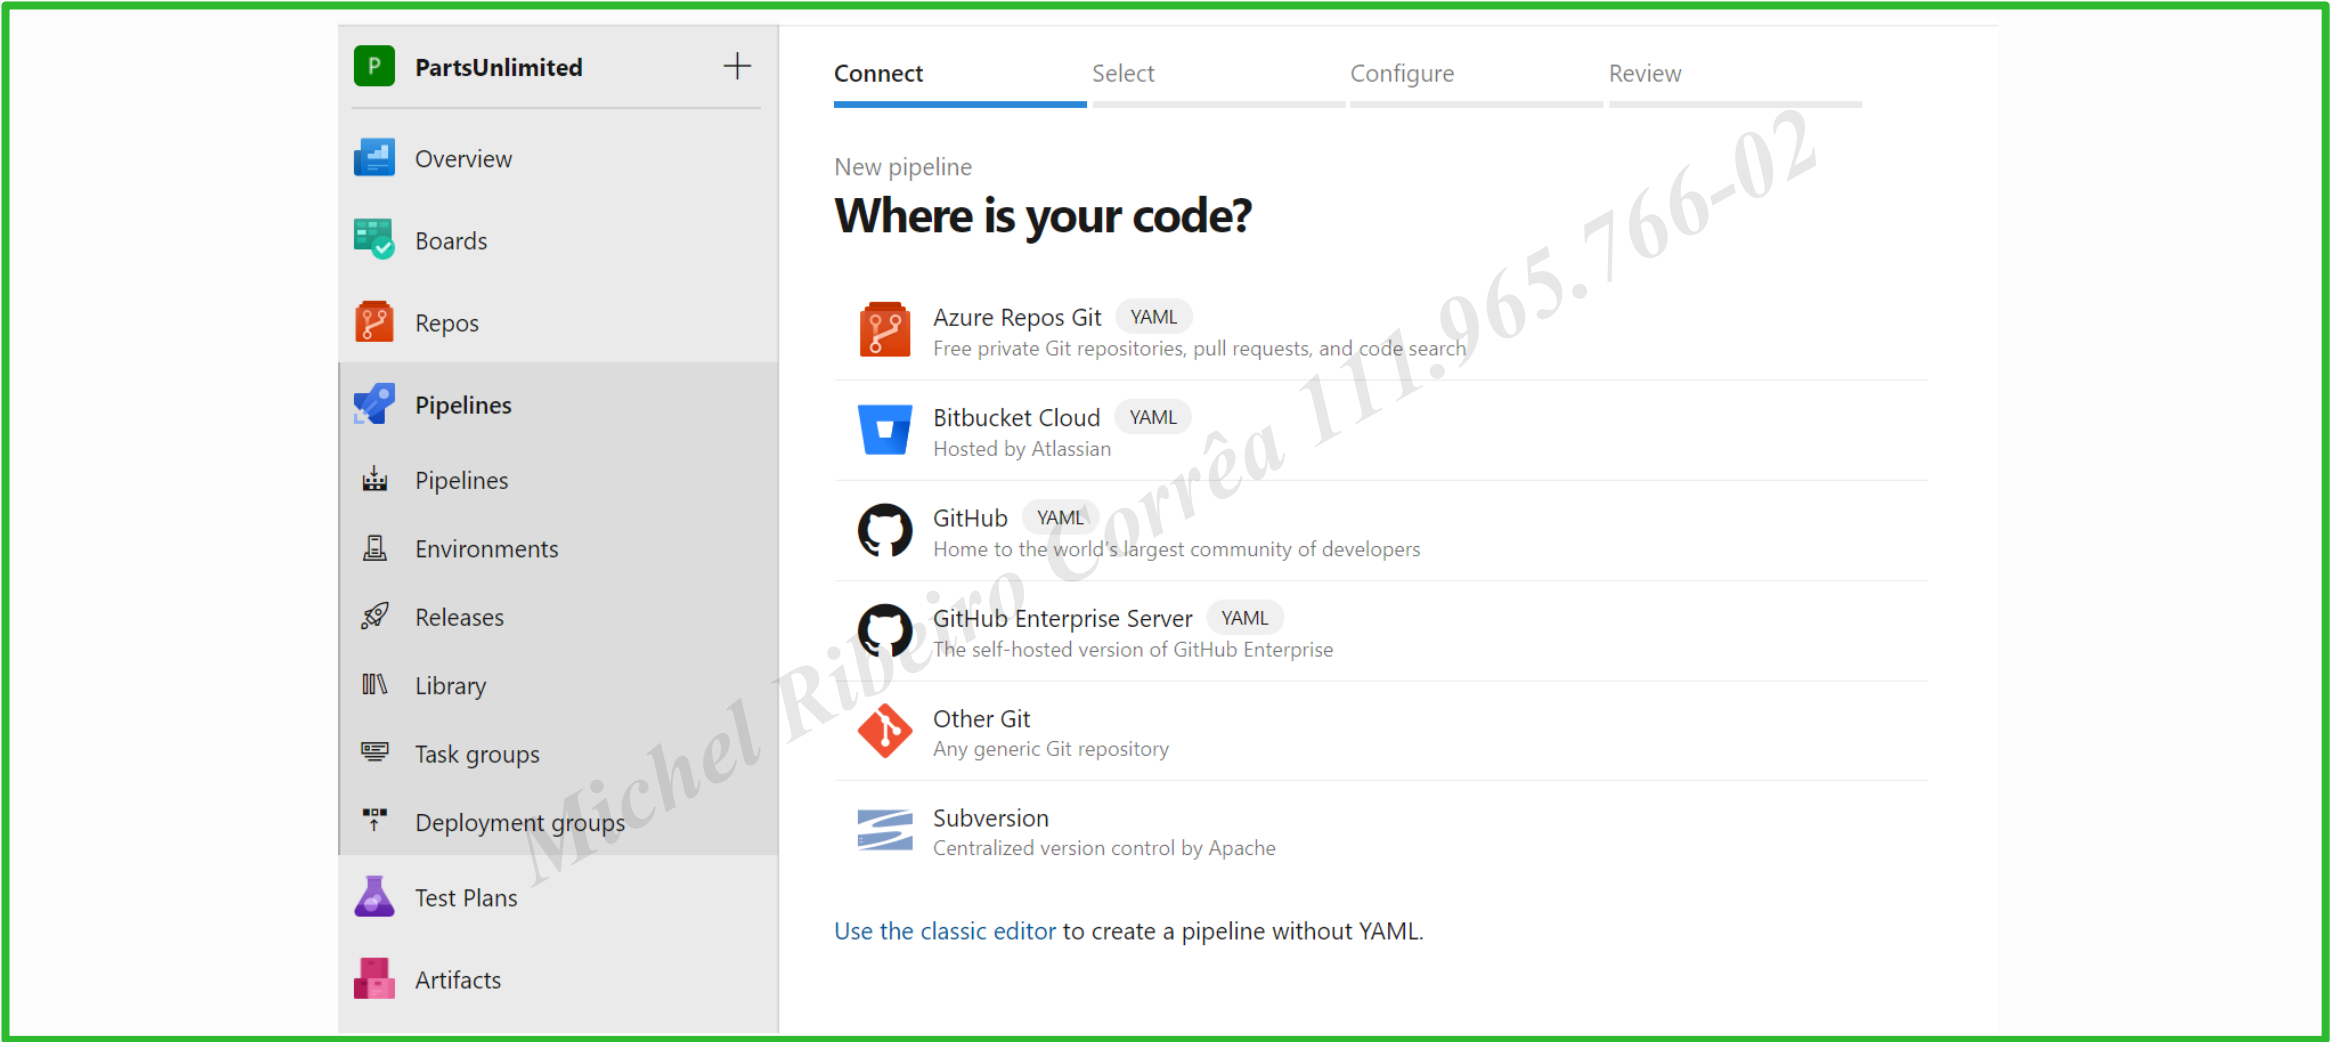 P PartsUnlimited +
Overview
Boards
Repos
Pipelines
Pipelines
Environments
Releases
Library
Task groups
Deployment groups
Test Plans
Artifacts
Connect Select Configure Review
New pipeline
Where is your code?
Azure Repos Git YAML
Free private Git repositories, pull requests, and code search
Bitbucket Cloud YAML
Hosted by Atlassian
GitHub YAML
Home to the world's largest community of developers
GitHub Enterprise Server YAML
The self-hosted version of GitHub Enterprise
Other Git
Any generic Git repository
Subversion
Centralized version control by Apache
Use the classic editor to create a pipeline without YAML.
Michel Ribeiro Corrêa 111.965.766-02